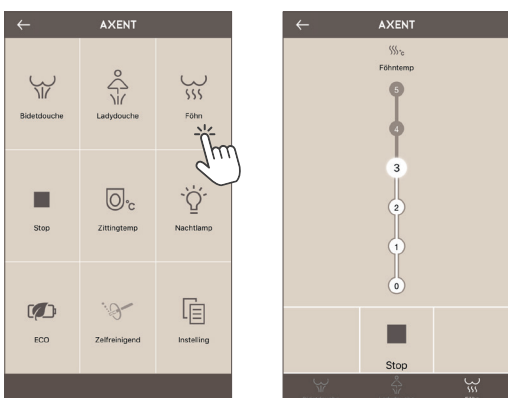 AXENT
Bidetdouche
Ladydouche
Föhn
Stop
°C
Zittingtemp
Nachtlamp
ECO
Zelfreinigend
Instelling
AXENT
°C
Föhntemp
5
4
3
2
1
0
Stop